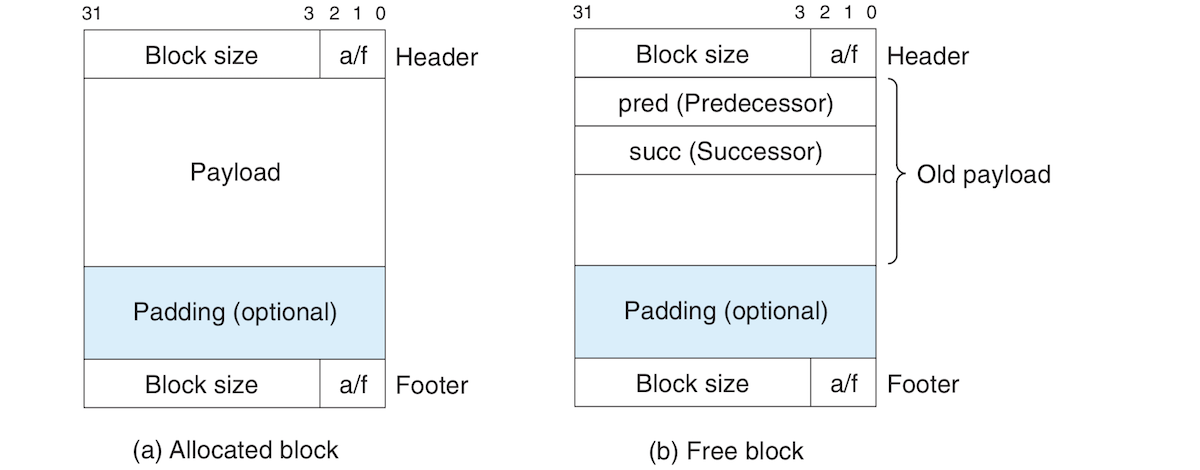 31 3 2 1 0
Block size a/f Header
Payload
Padding (optional)
Block size a/f Footer
(a) Allocated block
31 3 2 1 0
Block size a/f Header
pred (Predecessor)
succ (Successor)
Old payload
Padding (optional)
Block size a/f Footer
(b) Free block